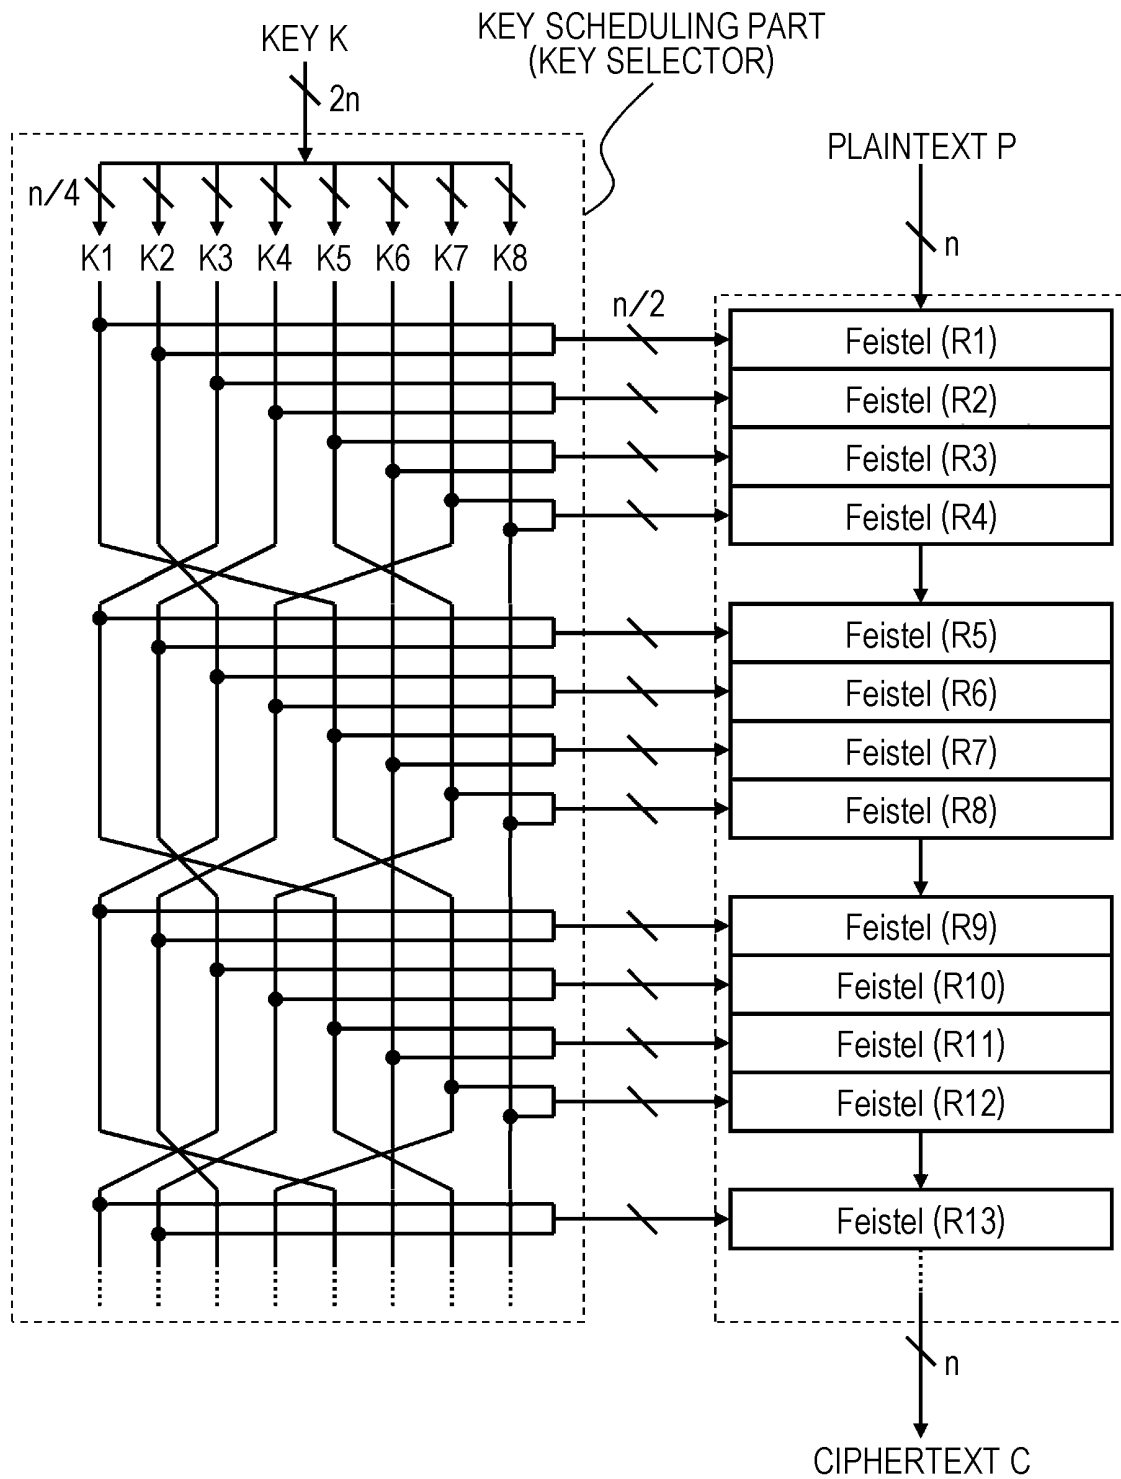 KEY SCHEDULING PART
(KEY SELECTOR)
KEY K
2n
PLAINTEXT P
n/4
n
K1 K2 K3 K4 K5 K6 K7 K8
n/2
Feistel (R1)
Feistel (R2)
Feistel (R3)
Feistel (R4)
Feistel (R5)
Feistel (R6)
Feistel (R7)
Feistel (R8)
Feistel (R9)
Feistel (R10)
Feistel (R11)
Feistel (R12)
Feistel (R13)
n
CIPHERTEXT C